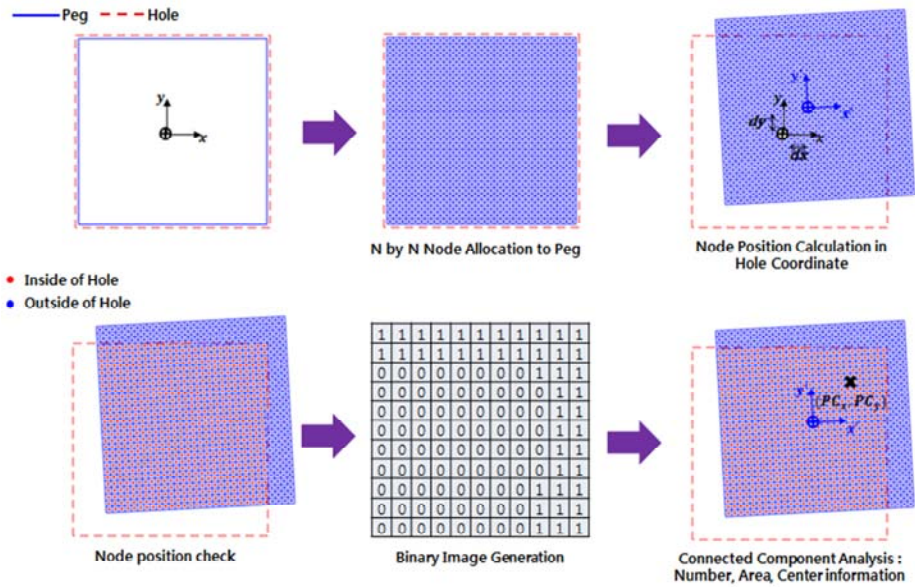 Peg
Hole
y
x
N by N Node Allocation to Peg
y'
x'
y
x
dy
dx
Node Position Calculation in
Hole Coordinate
Inside of Hole
Outside of Hole
Node position check
1 1 1 1 1 1 1 1 1 1 1
1 1 1 1 1 1 1 1 1 1 1
0 0 0 0 0 0 0 0 1 1 1
0 0 0 0 0 0 0 0 0 1 1
0 0 0 0 0 0 0 0 0 1 1
0 0 0 0 0 0 0 0 0 1 1
0 0 0 0 0 0 0 0 0 1 1
0 0 0 0 0 0 0 0 0 1 1
0 0 0 0 0 0 0 0 1 1 1
0 0 0 0 0 0 0 0 1 1 1
0 0 0 0 0 0 0 0 1 1 1
Binary Image Generation
y'
(PCx, PCy)
x'
Connected Component Analysis :
Number, Area, Center information